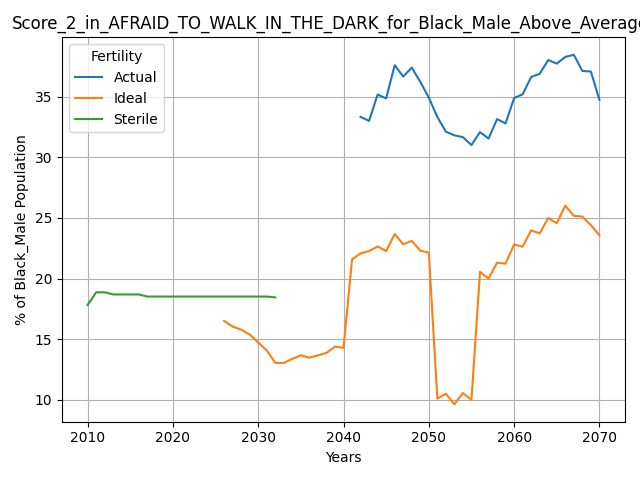 Score_2_in_AFRAID_TO_WALK_IN_THE_DARK_for_Black_Male_Above_Average
Fertility
Actual
Ideal
Sterile
% of Black_Male Population
35
30
25
20
15
10
2010 2020 2030 2040 2050 2060 2070
Years